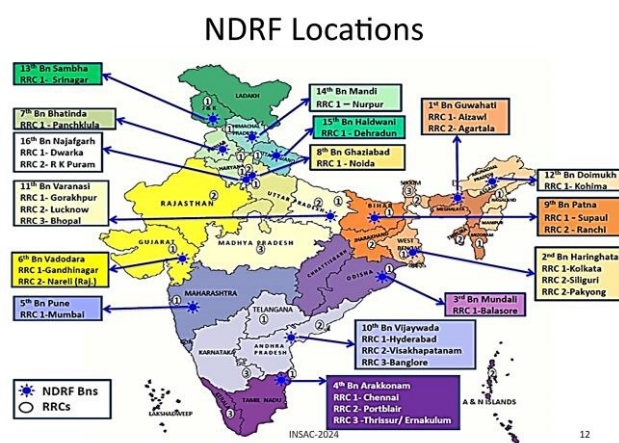 NDRF Locations
13th Bn Sambha
RRC 1- Srinagar
7th Bn Bhatinda
RRC 1 - Panchklula
16th Bn Najafgarh
RRC 1- Dwarka
RRC 2- R K Puram
11th Bn Varanasi
RRC 1- Gorakhpur
RRC 2- Lucknow
RRC 3- Bhopal
6th Bn Vadodara
RRC 1-Gandhinagar
RRC 2- Nareli (Raj.)
5th Bn Pune
RRC 1-Mumbai
14th Bn Mandi
RRC 1 – Nurpur
15th Bn Haldwani
RRC 1 - Dehradun
8th Bn Ghaziabad
RRC 1 - Noida
1st Bn Guwahati
RRC 1- Aizawl
RRC 2- Agartala
12th Bn Doimukh
RRC 1- Kohima
9th Bn Patna
RRC 1 - Supaul
RRC 2- Ranchi
2nd Bn Haringhata
RRC 1-Kolkata
RRC 2-Siliguri
RRC 2-Pakyong
3rd Bn Mundali
RRC 1-Balasore
10th Bn Vijaywada
RRC 1-Hyderabad
RRC 2-Visakhapatanam
RRC 3-Banglore
4th Bn Arakkonam
RRC 1- Chennai
RRC 2- Portblair
RRC 3 -Thrissur/ Ernakulum
LADAKH
J & K
HIMACHAL
PRADESH
HARYANA
RAJASTHAN
UTTAR PRADESH
BIHAR
SIKKIM
MEGHALAYA
JHARKHAND
WEST
BENGAL
GUJARAT
MADHYA PRADESH
CHHATTISGARH
ODISHA
MAHARASHTRA
TELANGANA
ANDHRA
PRADESH
KARNATAKA
TAMIL NADU
KERALA
LAKSHADWEEP
A & N ISLANDS
NDRF Bns
RRCs
INSAC-2024
12